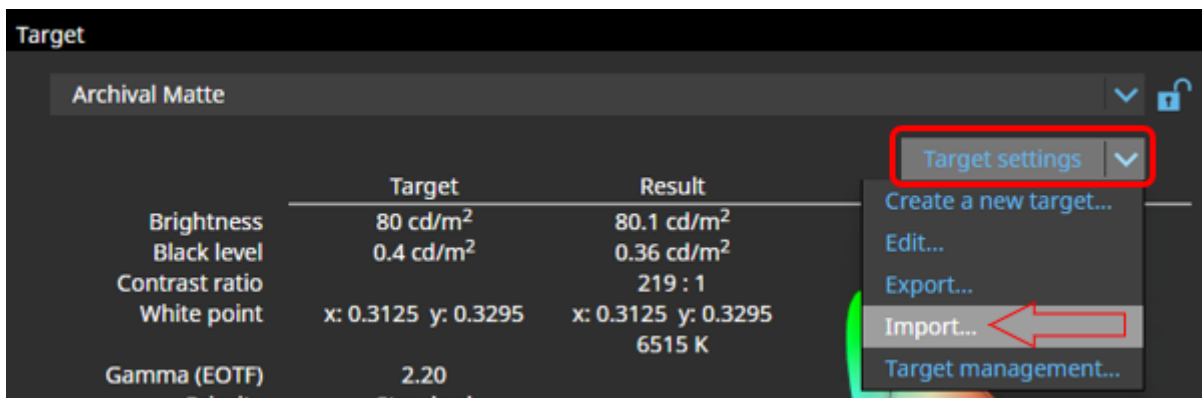 Target
Archival Matte
Target settings
Target Result
Create a new target...
Brightness 80 cd/m² 80.1 cd/m²
Edit...
Black level 0.4 cd/m² 0.36 cd/m²
Export...
Contrast ratio 219 : 1
White point x: 0.3125 y: 0.3295 x: 0.3125 y: 0.3295
Import...
6515 K
Target management...
Gamma (EOTF) 2.20